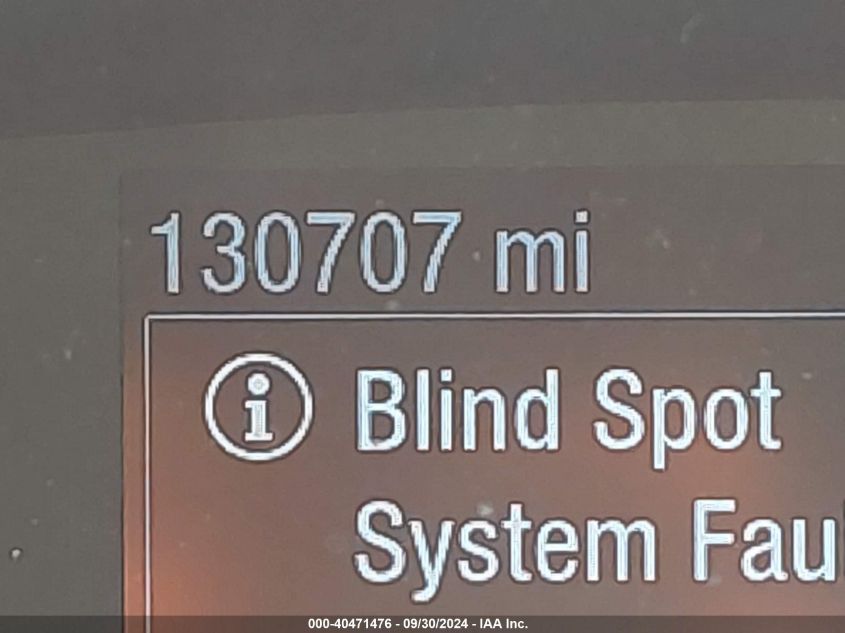 130707 mi
i Blind Spot
System Fau
000-40471476 - 09/30/2024 - IAA Inc.